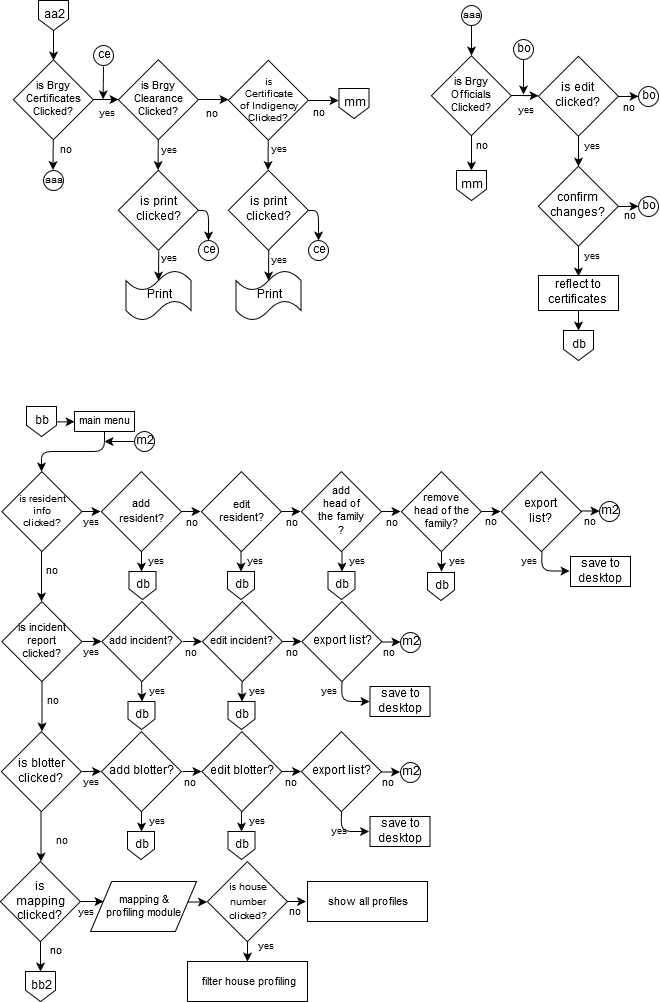 aa2
ce
is Brgy
Certificates
Clicked?
yes
is Brgy
Clearance
Clicked?
no
is
Certificate
of Indigency
Clicked?
no
mm
no
aaa
yes
is print
clicked?
ce
yes
Print
yes
is print
clicked?
ce
yes
Print
aaa
bo
is Brgy
Officials
Clicked?
yes
is edit
clicked?
no
bo
no
mm
yes
confirm
changes?
no
bo
yes
reflect to
certificates
db
bb
main menu
m2
is resident
info
clicked?
yes
add
resident?
no
edit
resident?
no
add
head of
the family
?
no
remove
head of the
family?
no
export
list?
no
m2
no
yes
db
yes
db
yes
db
yes
db
yes
save to
desktop
Is incident
report
clicked?
yes
add incident?
no
edit incident?
no
export list?
no
m2
no
yes
db
yes
db
yes
save to
desktop
is blotter
clicked?
yes
add blotter?
no
edit blotter?
no
export list?
no
m2
no
yes
db
yes
db
yes
save to
desktop
is
mapping
clicked?
yes
mapping &
profiling module
is house
number
clicked?
no
show all profiles
no
bb2
yes
filter house profiling